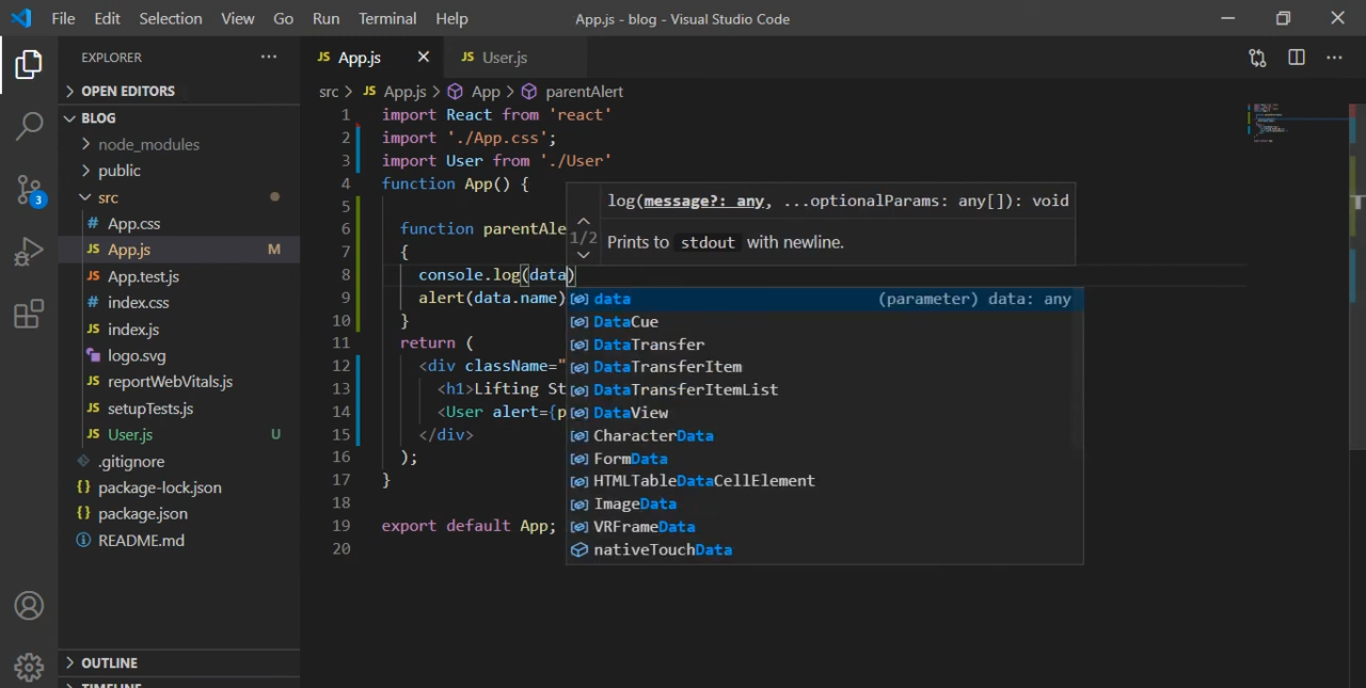 File Edit Selection View Go Run Terminal Help App.js - blog - Visual Studio Code
EXPLORER
JS App.js
JS User.js
OPEN EDITORS
src > JS App.js > App > parentAlert
BLOG
node_modules
public
src
# App.css
JS App.js M
JS App.test.js
# index.css
JS index.js
logo.svg
JS reportWebVitals.js
JS setupTests.js
JS User.js U
.gitignore
{} package-lock.json
{} package.json
README.md
OUTLINE
3
1 import React from 'react'
2 import './App.css';
3 import User from './User'
4 function App() {
5
6 function parentAle
7 {
8 console.log(data)
9 alert(data.name)
10 }
11 return (
12 <div className="
13 <h1>Lifting St
14 <User alert={p
15 </div>
16 );
17 }
18
19 export default App;
20
log(message?: any, ...optionalParams: any[]): void
1/2
Prints to stdout with newline.
data (parameter) data: any
DataCue
DataTransfer
DataTransferItem
DataTransferItemList
DataView
CharacterData
FormData
HTMLTableDataCellElement
ImageData
VRFrameData
nativeTouchData